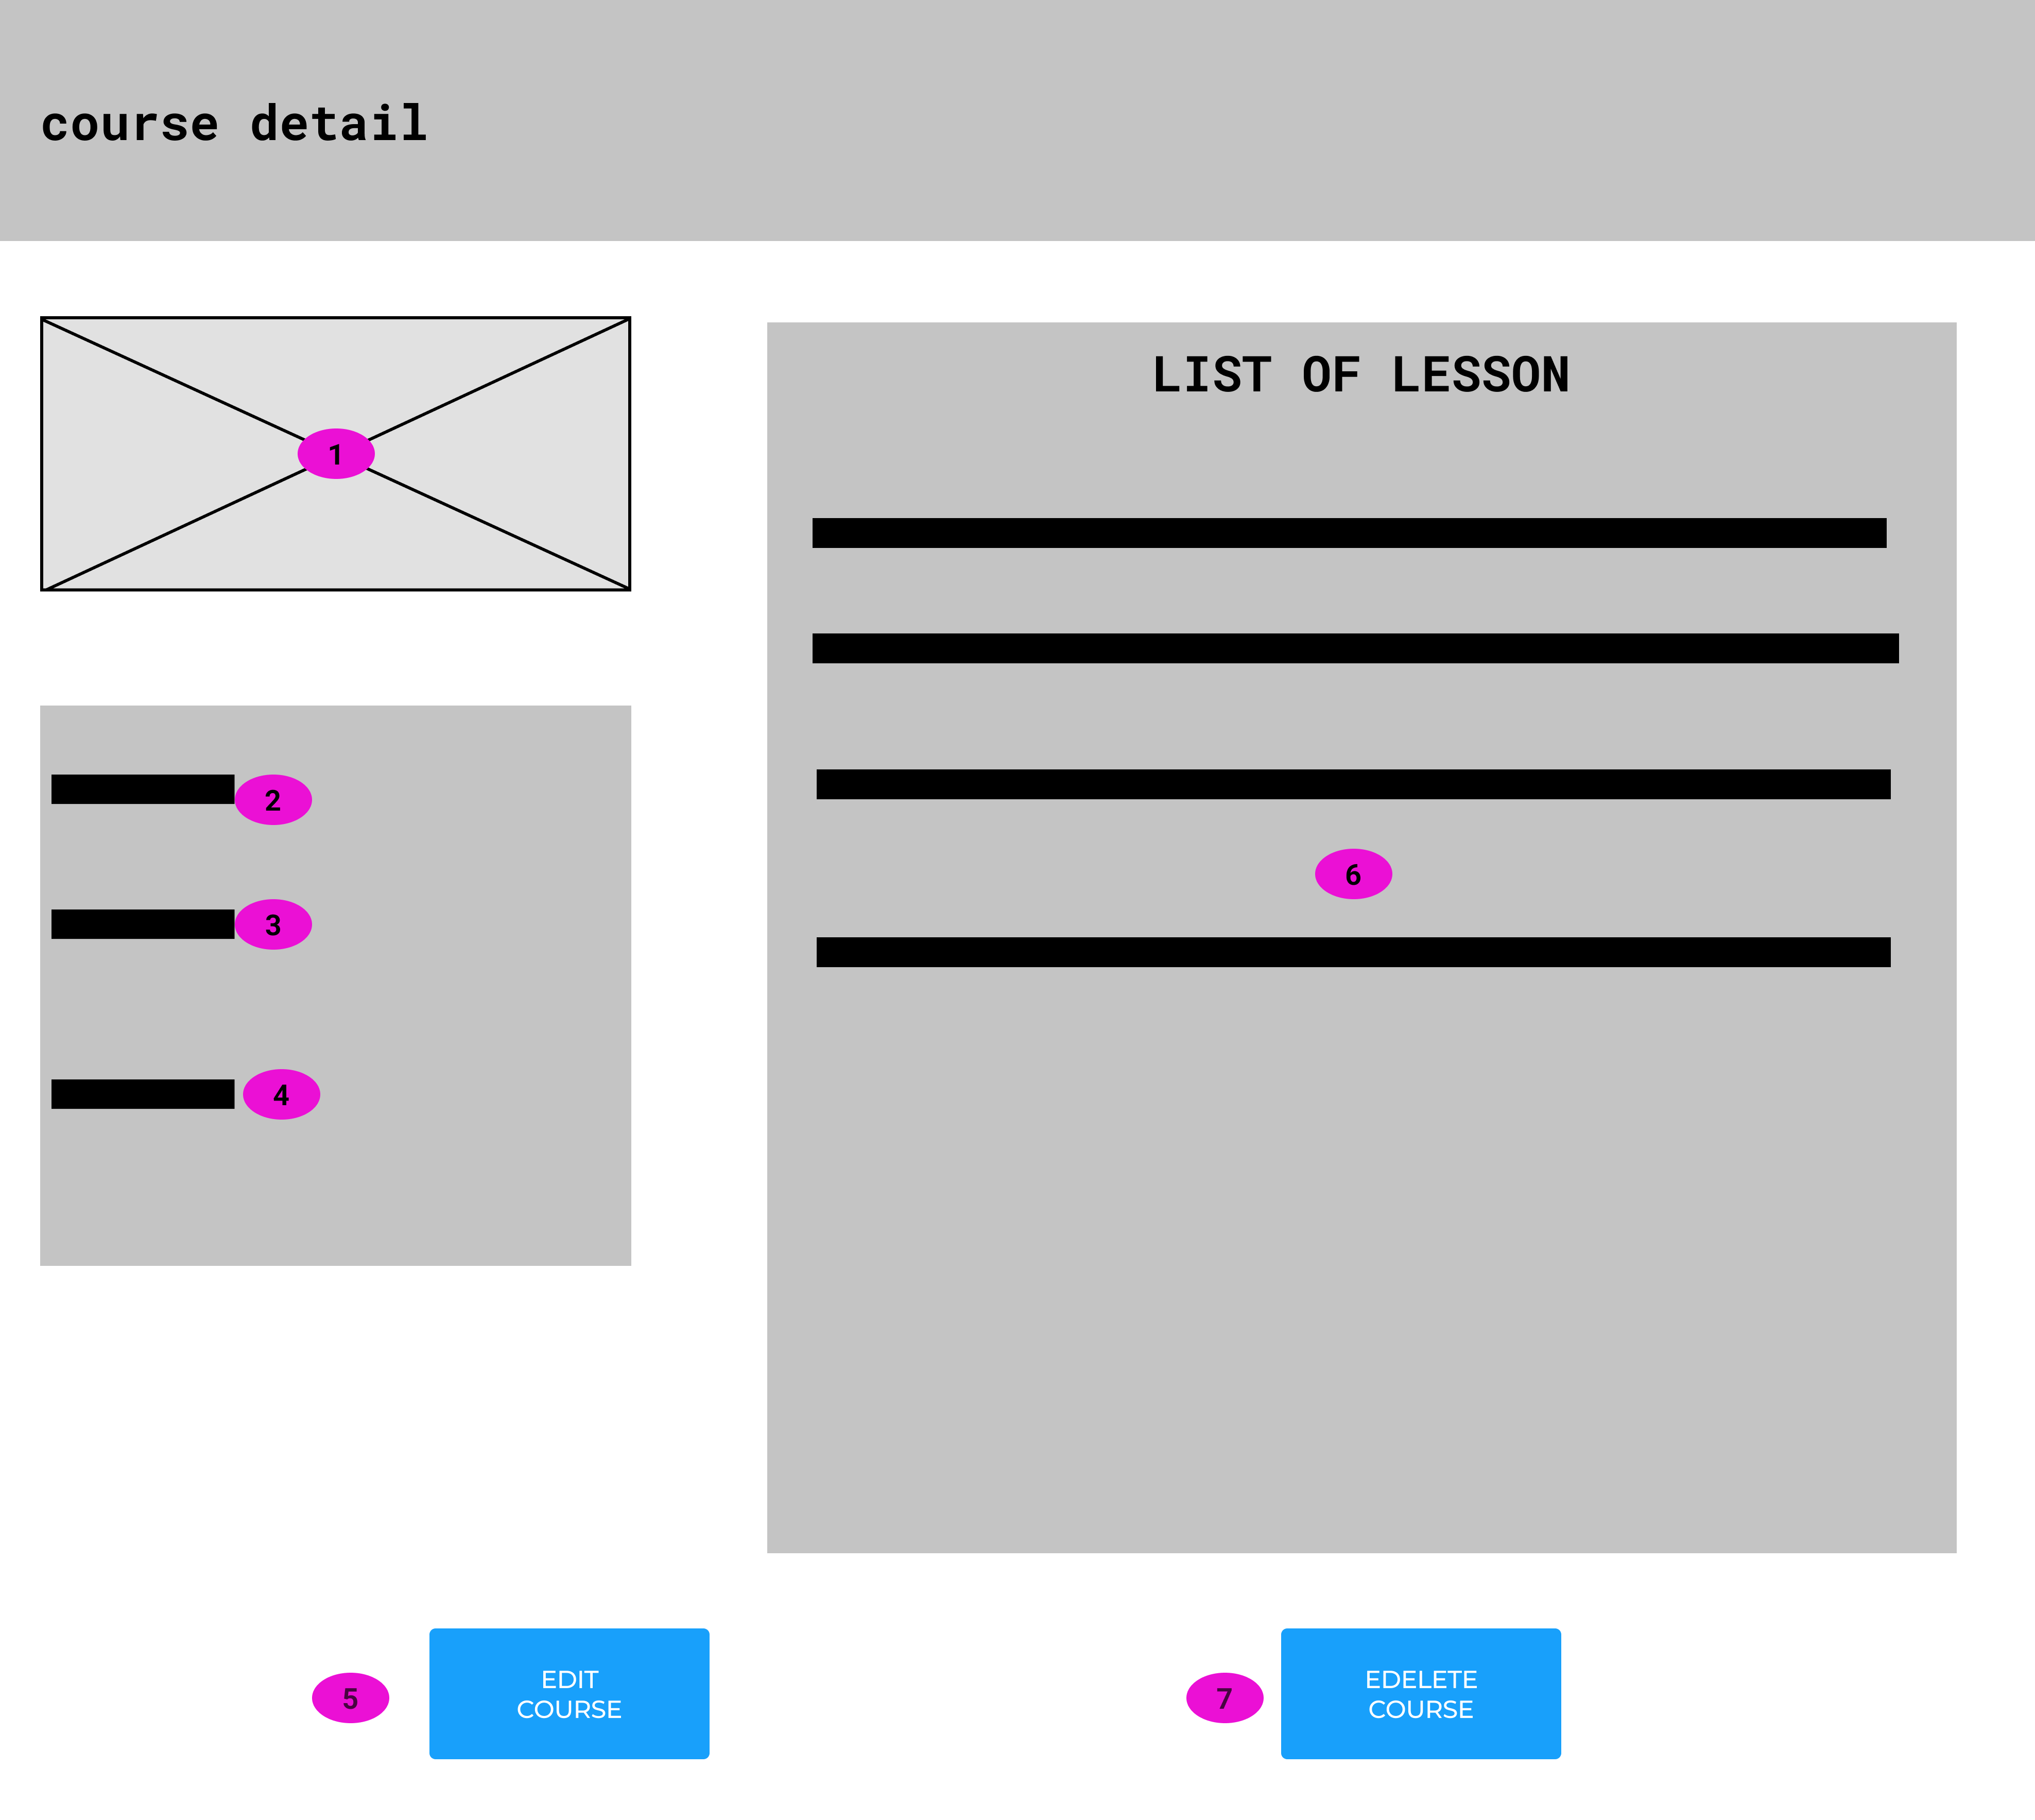 course detail
1
LIST OF LESSON
2
3
4
6
5
EDIT
COURSE
7
EDELETE
COURSE